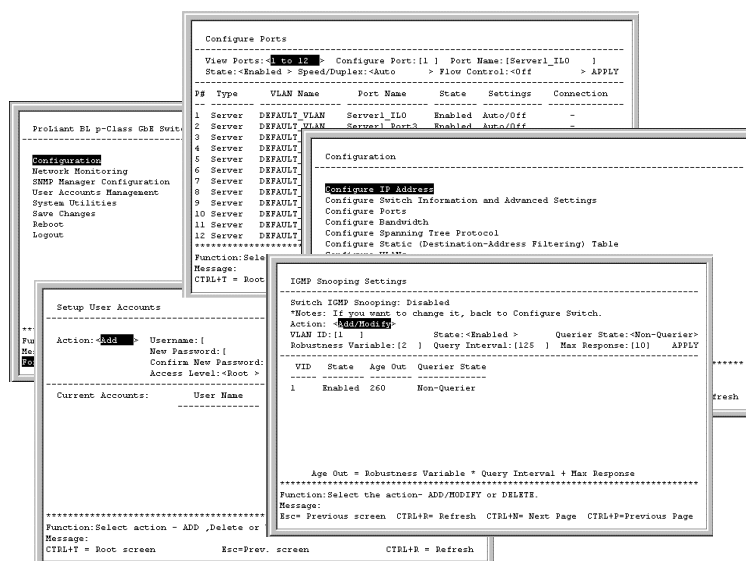 Configure Ports
View Ports:<1 to 12 > Configure Port:[1 ] Port Name:[Server1_ILO ]
State:<Enabled > Speed/Duplex:<Auto > Flow Control:<Off > APPLY
P# Type VLAN Name Port Name State Settings Connection
1 Server DEFAULT_VLAN Server1_ILO Enabled Auto/Off -
2 Server DEFAULT_VLAN Server1_Port3 Enabled Auto/Off -
3 Server DEFAULT_
4 Server DEFAULT_
5 Server DEFAULT_
6 Server DEFAULT_
7 Server DEFAULT_
8 Server DEFAULT_
9 Server DEFAULT_
10 Server DEFAULT_
11 Server DEFAULT_
12 Server DEFAULT_
Function:Sele
Message:
CTRL+T = Root
ProLiant BL p-Class GbE Swit
Configuration
Network Monitoring
SNMP Manager Configuration
User Accounts Management
System Utilities
Save Changes
Reboot
Logout
Configuration
Configure IP Address
Configure Switch Information and Advanced Settings
Configure Ports
Configure Bandwidth
Configure Spanning Tree Protocol
Configure Static (Destination-Address Filtering) Table
fresh
Setup User Accounts
Action:<Add > Username:[
New Password:[
Confirm New Password:
Access Level:<Root >
Current Accounts: User Name
Function:Select action - ADD ,Delete or
Message:
CTRL+T = Root screen Esc=Prev. screen CTRL+R = Refresh
IGMP Snooping Settings
Switch IGMP Snooping: Disabled
*Notes: If you want to change it, back to Configure Switch.
Action: <Add/Modify>
VLAN ID:[1 ] State:<Enabled > Querier State:<Non-Querier>
Robustness Variable:[2 ] Query Interval:[125 ] Max Response:[10] APPLY
VID State Age Out Querier State
1 Enabled 260 Non-Querier
Age Out = Robustness Variable * Query Interval + Max Response
Function:Select the action- ADD/MODIFY or DELETE.
Message:
Esc= Previous screen CTRL+R= Refresh CTRL+N= Next Page CTRL+P=Previous Page